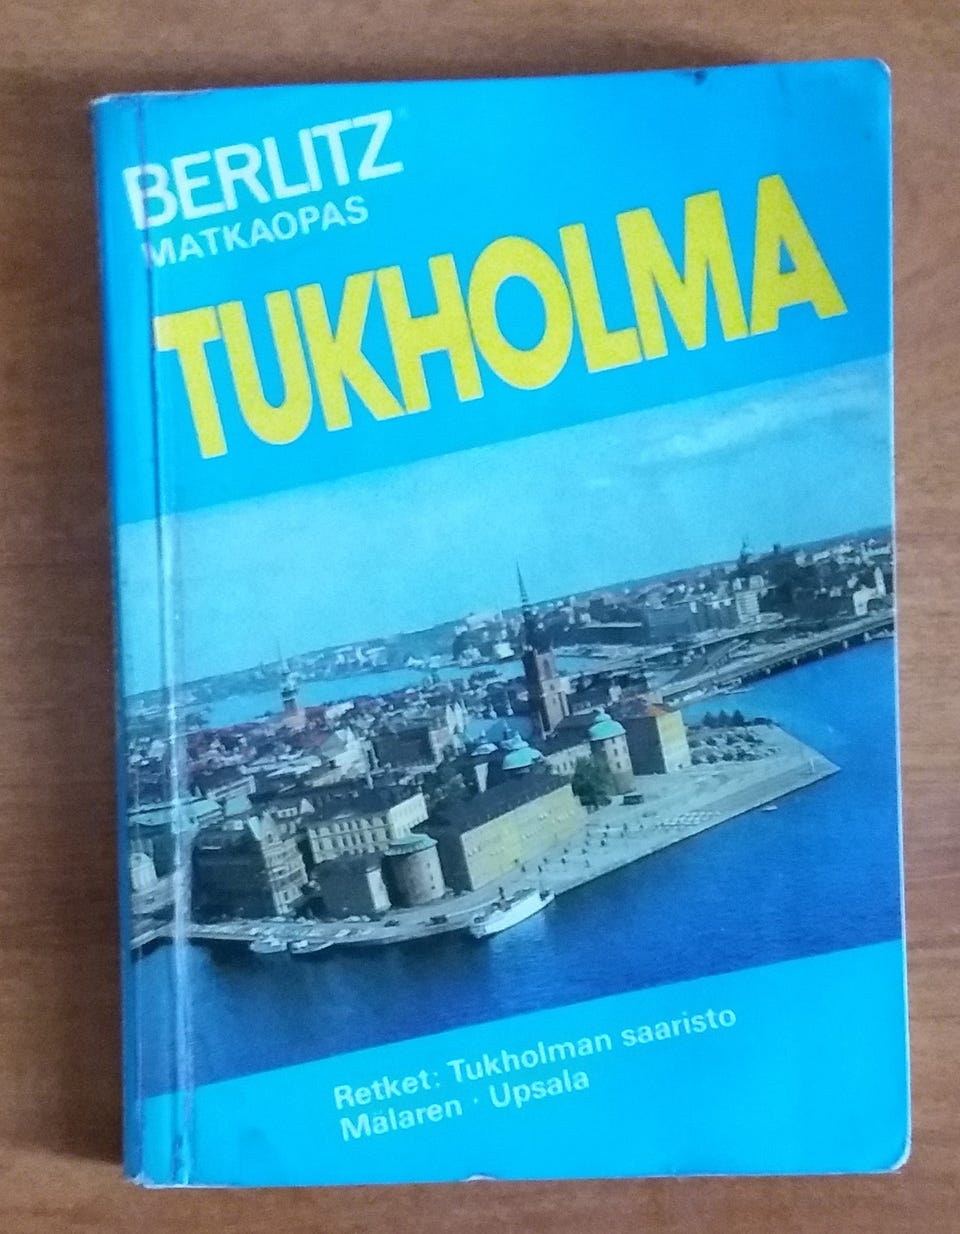 BERLITZ
MATKAOPAS
TUKHOLMA
Retket: Tukholman saaristo
Mälaren · Upsala